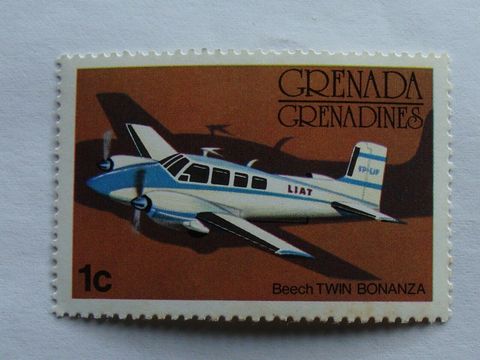 GRENADA
GRENADINES
LIAT
1c
Beech TWIN BONANZA